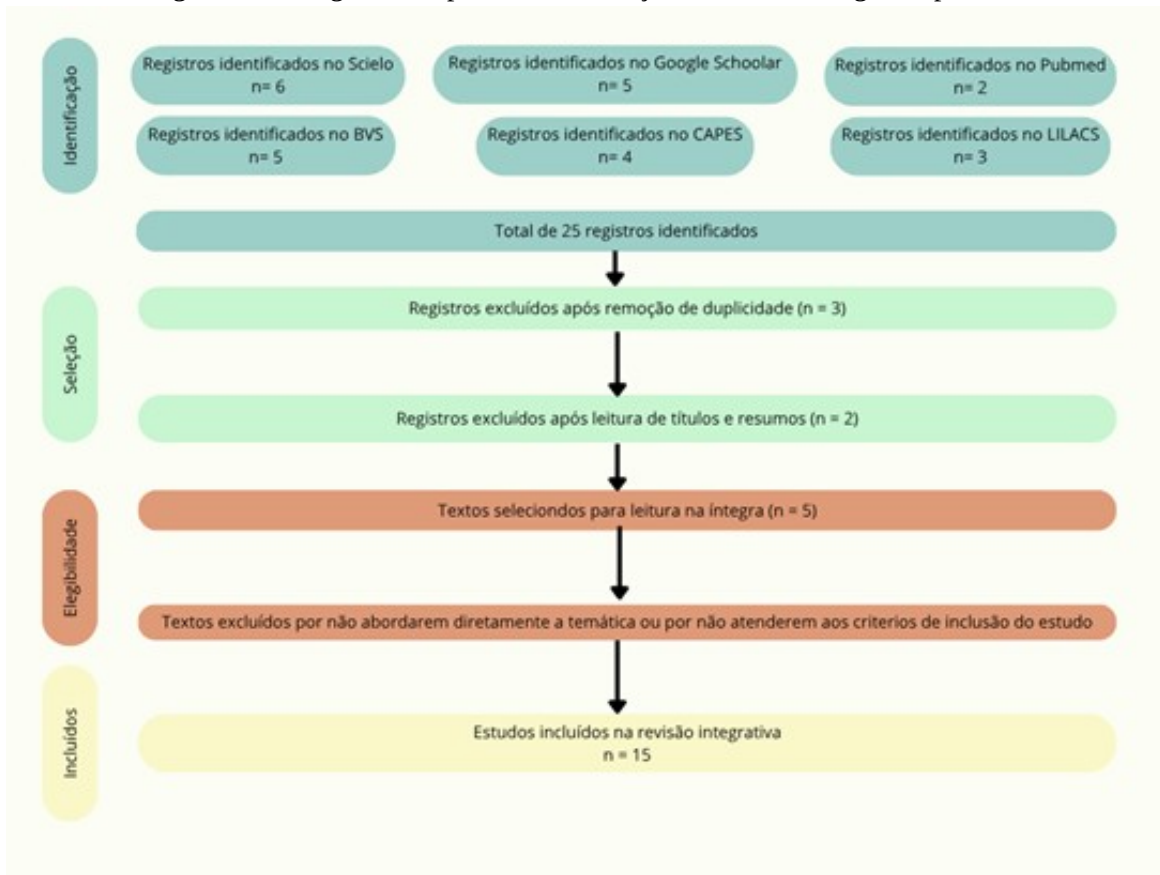 Identificação
Registros identificados no Scielo
n= 6
Registros identificados no Google Schoolar
n= 5
Registros identificados no Pubmed
n= 2
Registros identificados no BVS
n= 5
Registros identificados no CAPES
n= 4
Registros identificados no LILACS
n= 3
Total de 25 registros identificados
Seleção
Registros excluídos após remoção de duplicidade (n = 3)
Registros excluídos após leitura de títulos e resumos (n = 2)
Elegibilidade
Textos seleciondos para leitura na íntegra (n = 5)
Textos excluídos por não abordarem diretamente a temática ou por não atenderem aos criterios de inclusão do estudo
Incluídos
Estudos incluídos na revisão integrativa
n = 15